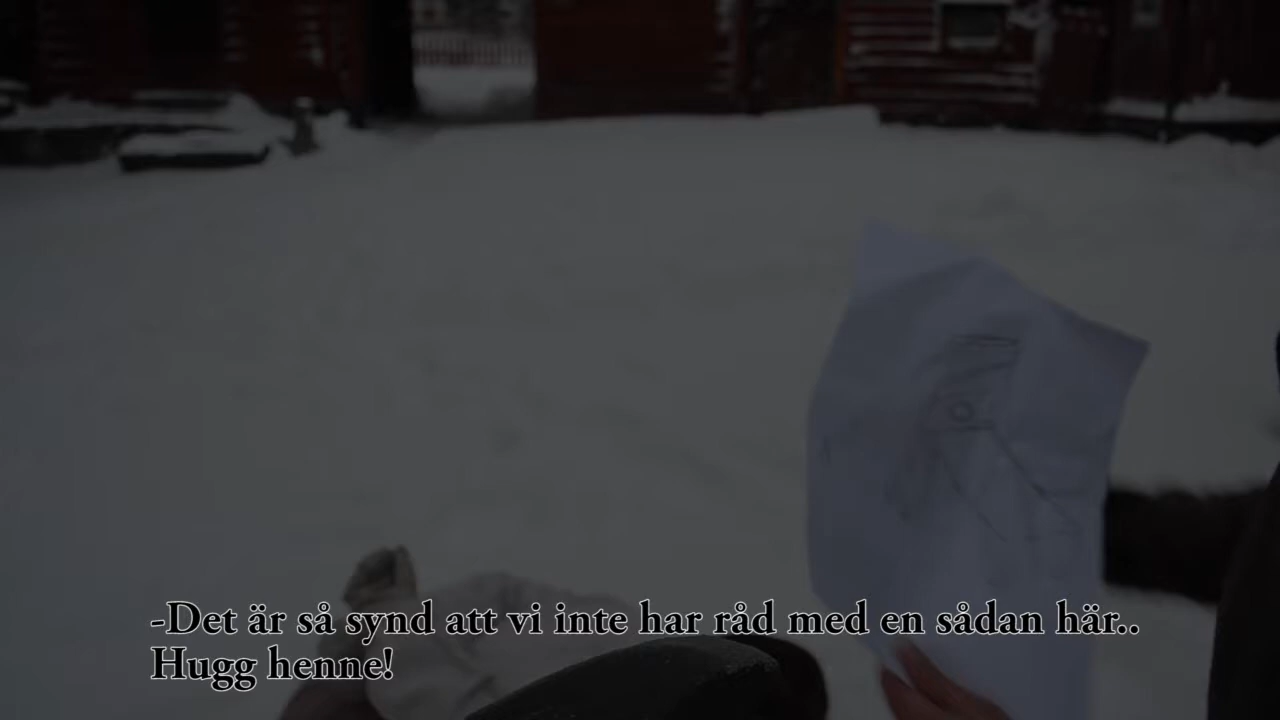 -Det är så synd att vi inte har råd med en sådan här..
Hugg henne!